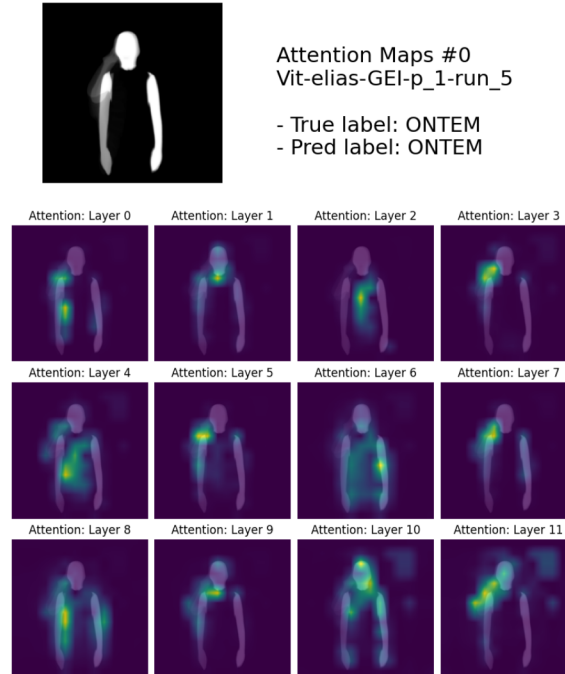 Attention Maps #0
Vit-elias-GEI-p_1-run_5
- True label: ONTEM
- Pred label: ONTEM
Attention: Layer 0
Attention: Layer 1
Attention: Layer 2
Attention: Layer 3
Attention: Layer 4
Attention: Layer 5
Attention: Layer 6
Attention: Layer 7
Attention: Layer 8
Attention: Layer 9
Attention: Layer 10
Attention: Layer 11